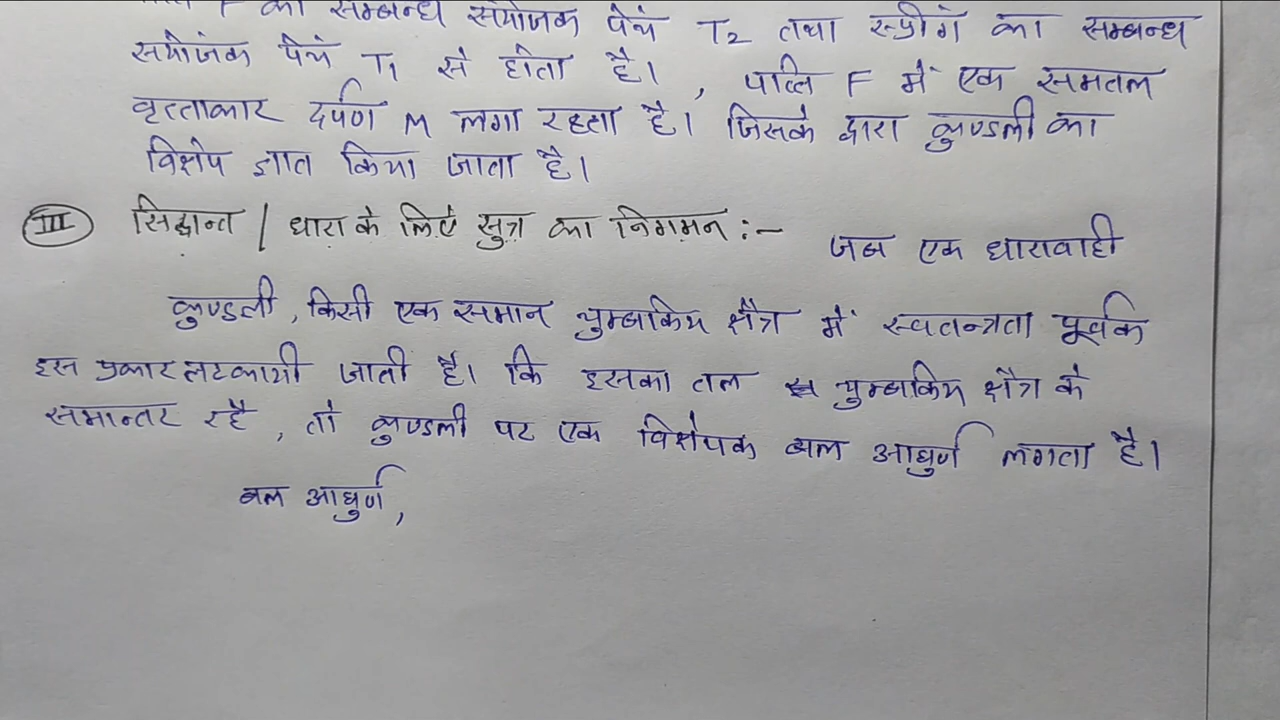 F का सम्बन्ध संयोजक पेंच T2 तथा स्प्रींग का सम्बन्ध
संयोजक पेंच T1 से होता है। , पत्ति F में एक समतल
वृत्ताकार दर्पण M लगा रहता है। जिसके द्वारा कुण्डली का
विक्षेप ज्ञात किया जाता है।
III सिद्धान्त / धारा के लिए सुत्र का निगमन :- जब एक धारावाही
कुण्डली , किसी एक समान चुम्बकिय क्षैत्र में स्वतन्त्रता पूर्वक
इस प्रकार लटकायी जाती है। कि इसका तल चुम्बकिय क्षैत्र के
समान्तर रहै , तो कुण्डली पर एक विक्षेपक बल आघुर्ण लगता है।
बल आघुर्ण ,